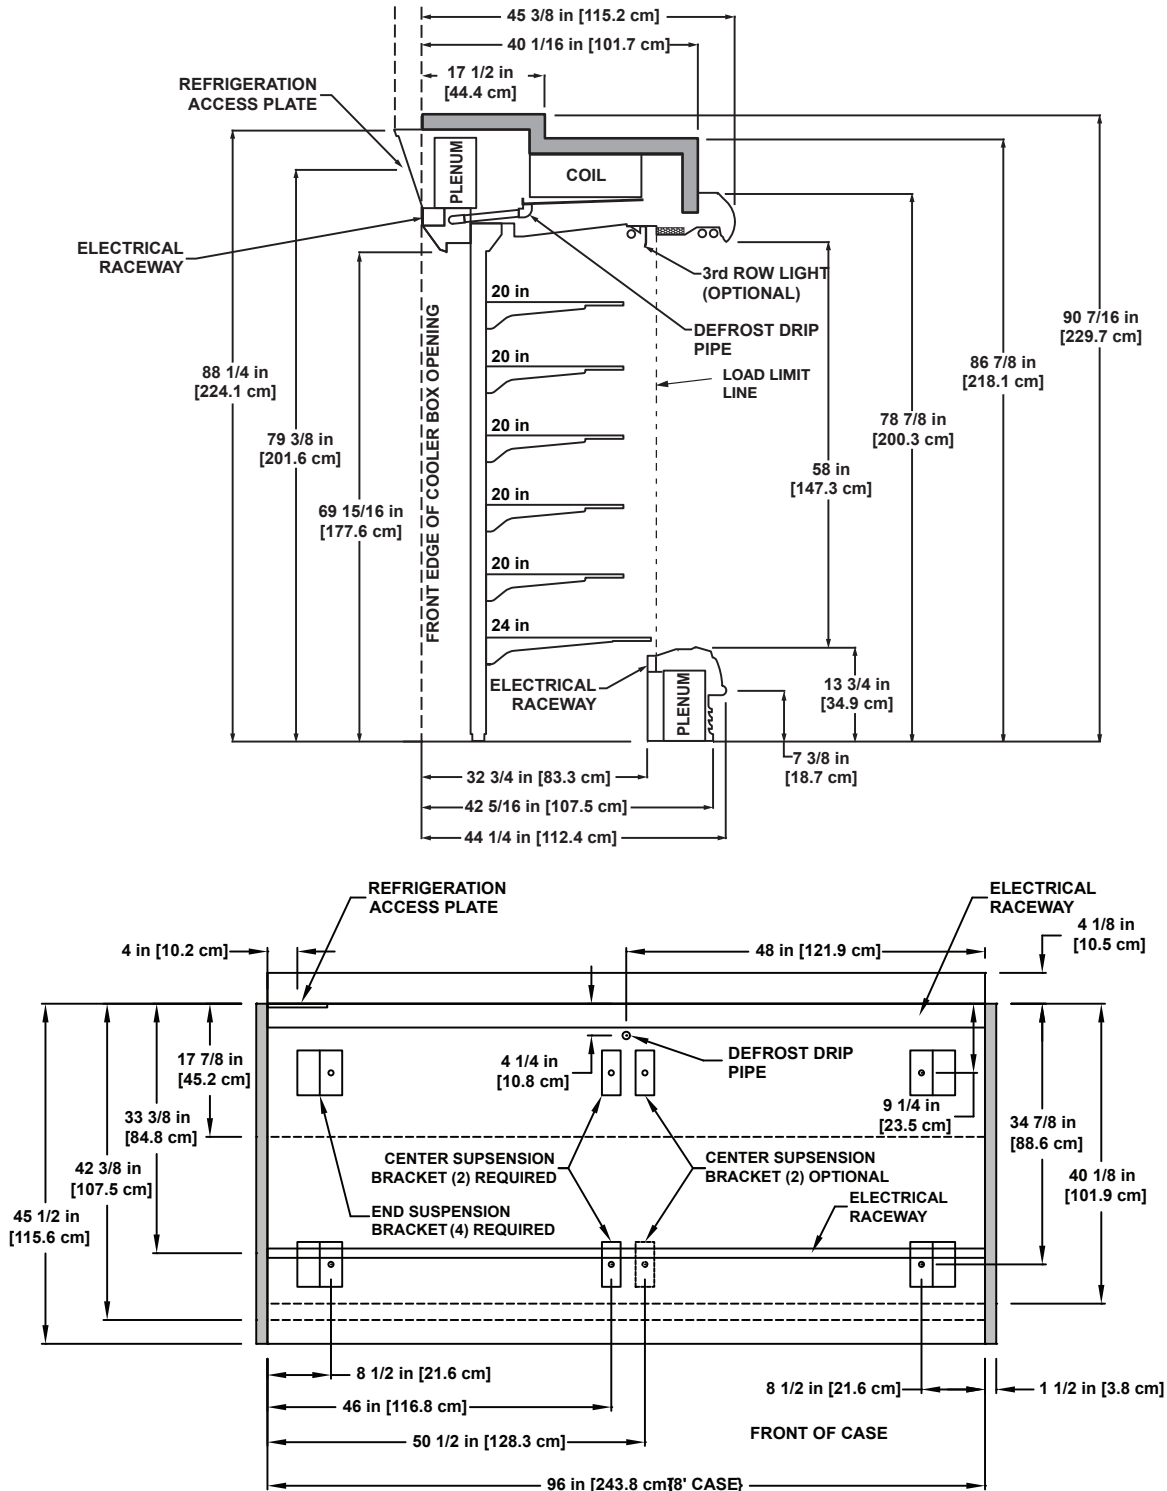 45 3/8 in [115.2 cm]
40 1/16 in [101.7 cm]
17 1/2 in
[44.4 cm]
REFRIGERATION
ACCESS PLATE
PLENUM
COIL
ELECTRICAL
RACEWAY
3rd ROW LIGHT
(OPTIONAL)
20 in
DEFROST DRIP
PIPE
90 7/16 in
[229.7 cm]
20 in
LOAD LIMIT
LINE
86 7/8 in
[218.1 cm]
88 1/4 in
[224.1 cm]
FRONT EDGE OF COOLER BOX OPENING
20 in
78 7/8 in
[200.3 cm]
79 3/8 in
[201.6 cm]
58 in
[147.3 cm]
20 in
69 15/16 in
[177.6 cm]
20 in
24 in
ELECTRICAL
RACEWAY
PLENUM
13 3/4 in
[34.9 cm]
7 3/8 in
[18.7 cm]
32 3/4 in [83.3 cm]
42 5/16 in [107.5 cm]
44 1/4 in [112.4 cm]
REFRIGERATION
ACCESS PLATE
ELECTRICAL
RACEWAY
4 1/8 in
[10.5 cm]
4 in [10.2 cm]
48 in [121.9 cm]
17 7/8 in
[45.2 cm]
4 1/4 in
[10.8 cm]
DEFROST DRIP
PIPE
9 1/4 in
[23.5 cm]
33 3/8 in
[84.8 cm]
34 7/8 in
[88.6 cm]
42 3/8 in
[107.5 cm]
CENTER SUPSENSION
BRACKET (2) REQUIRED
CENTER SUPSENSION
BRACKET (2) OPTIONAL
40 1/8 in
[101.9 cm]
45 1/2 in
[115.6 cm]
END SUSPENSION
BRACKET (4) REQUIRED
ELECTRICAL
RACEWAY
8 1/2 in [21.6 cm]
8 1/2 in [21.6 cm]
1 1/2 in [3.8 cm]
46 in [116.8 cm]
50 1/2 in [128.3 cm]
FRONT OF CASE
96 in [243.8 cm]{8' CASE}